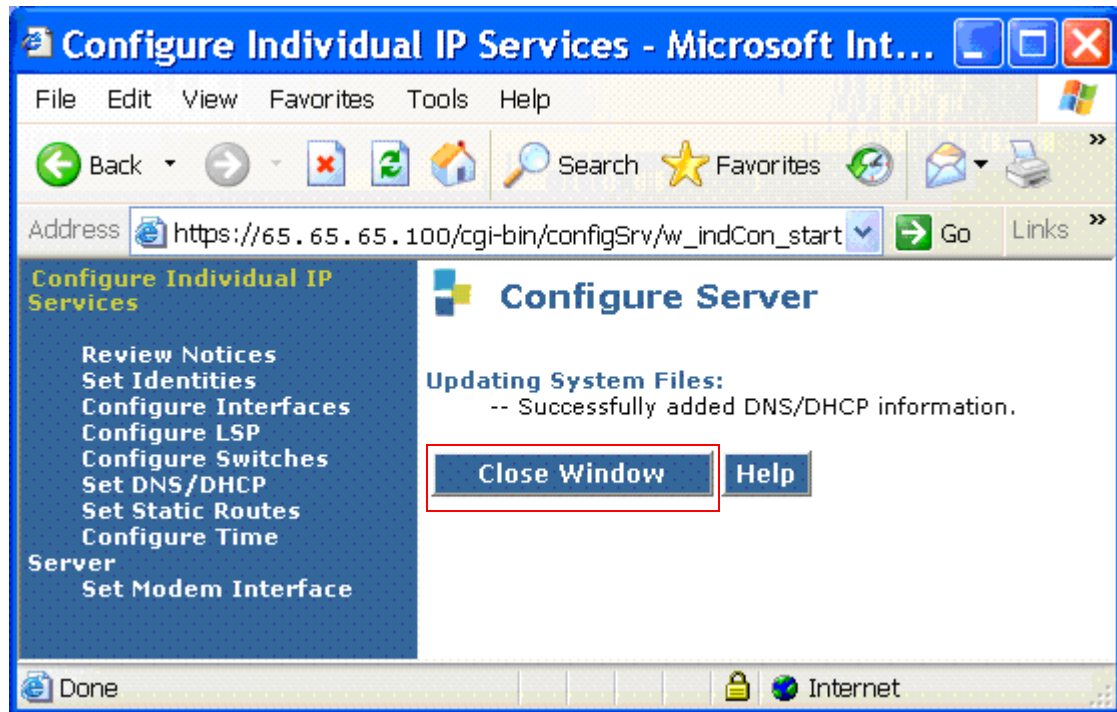 Configure Individual IP Services - Microsoft Int...
File Edit View Favorites Tools Help
Back Search Favorites »
Address https://65.65.65.100/cgi-bin/configSrv/w_indCon_start Go Links »
Configure Individual IP
Services
Review Notices
Set Identities
Configure Interfaces
Configure LSP
Configure Switches
Set DNS/DHCP
Set Static Routes
Configure Time
Server
Set Modem Interface
Configure Server
Updating System Files:
-- Successfully added DNS/DHCP information.
Close Window Help
Done Internet